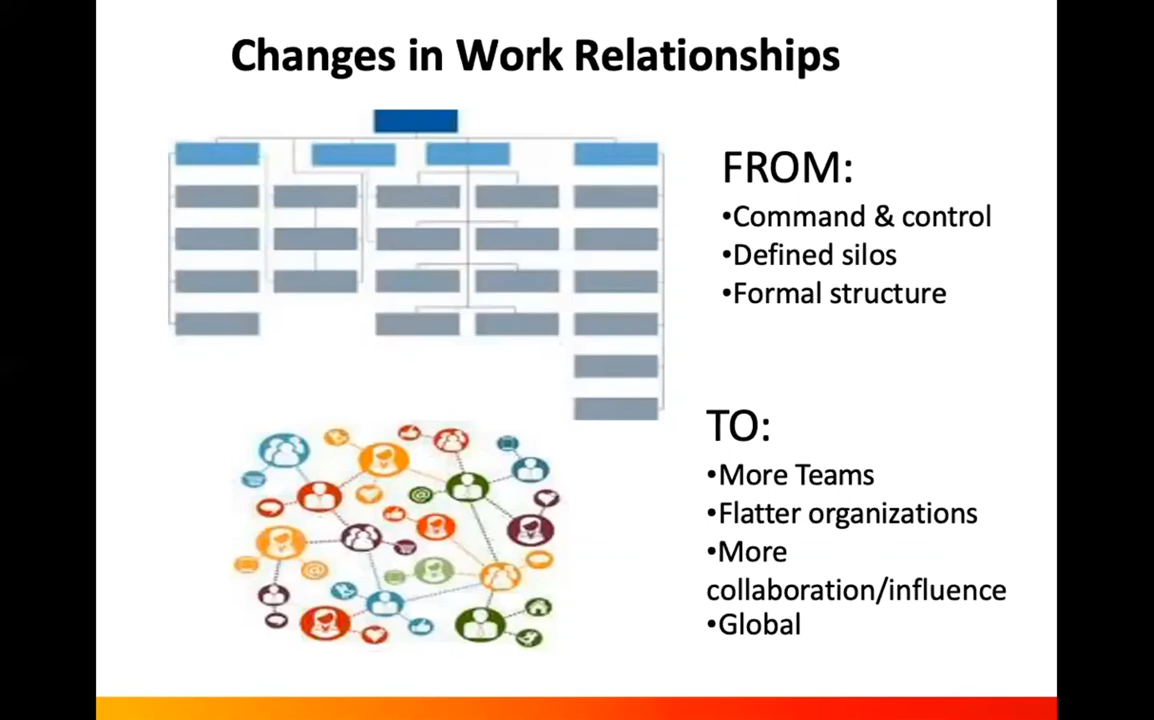 Changes in Work Relationships
FROM:
•Command & control
•Defined silos
•Formal structure
TO:
•More Teams
•Flatter organizations
•More
collaboration/influence
•Global